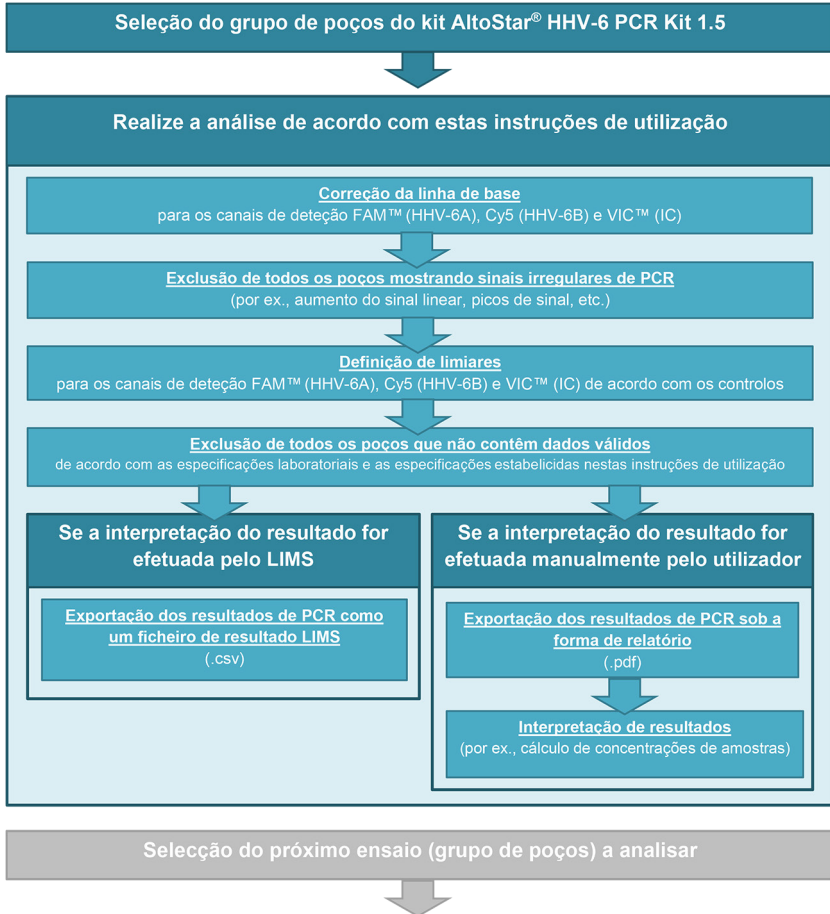 Seleção do grupo de poços do kit AltoStar® HHV-6 PCR Kit 1.5
Realize a análise de acordo com estas instruções de utilização
Correção da linha de base
para os canais de deteção FAM™ (HHV-6A), Cy5 (HHV-6B) e VIC™ (IC)
Exclusão de todos os poços mostrando sinais irregulares de PCR
(por ex., aumento do sinal linear, picos de sinal, etc.)
Definição de limiares
para os canais de deteção FAM™ (HHV-6A), Cy5 (HHV-6B) e VIC™ (IC) de acordo com os controlos
Exclusão de todos os poços que não contêm dados válidos
de acordo com as especificações laboratoriais e as especificações estabelicidas nestas instruções de utilização
Se a interpretação do resultado for
efetuada pelo LIMS
Exportação dos resultados de PCR como
um ficheiro de resultado LIMS
(.csv)
Se a interpretação do resultado for
efetuada manualmente pelo utilizador
Exportação dos resultados de PCR sob a
forma de relatório
(.pdf)
Interpretação de resultados
(por ex., cálculo de concentrações de amostras)
Selecção do próximo ensaio (grupo de poços) a analisar